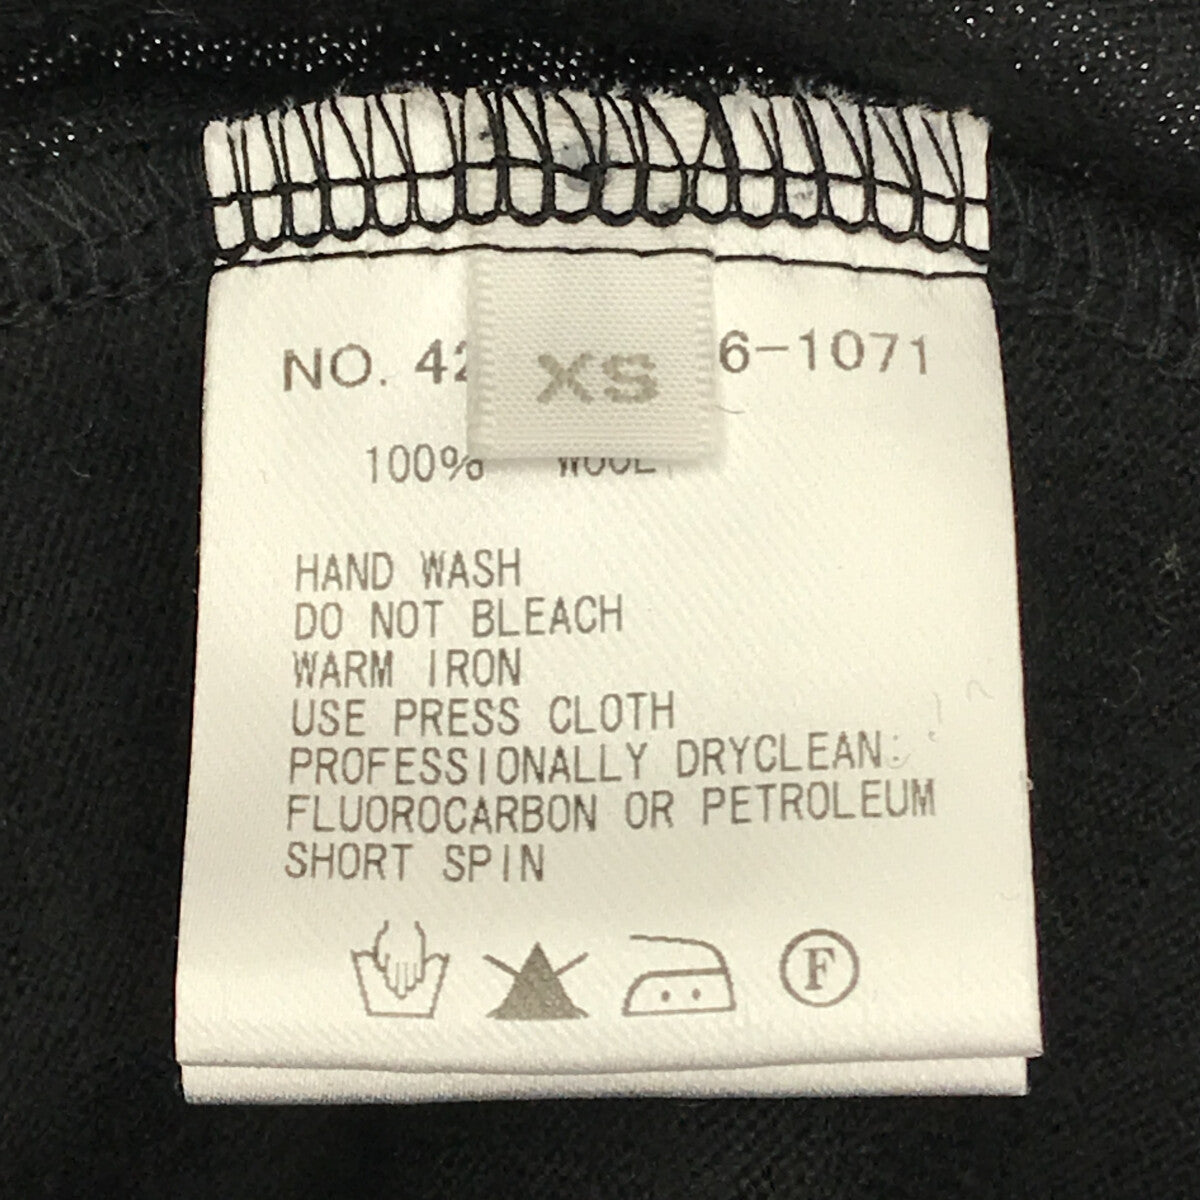 NO. 42 6-1071
XS
100% WOOL
HAND WASH
DO NOT BLEACH
WARM IRON
USE PRESS CLOTH
PROFESSIONALLY DRYCLEAN:
FLUOROCARBON OR PETROLEUM
SHORT SPIN
F